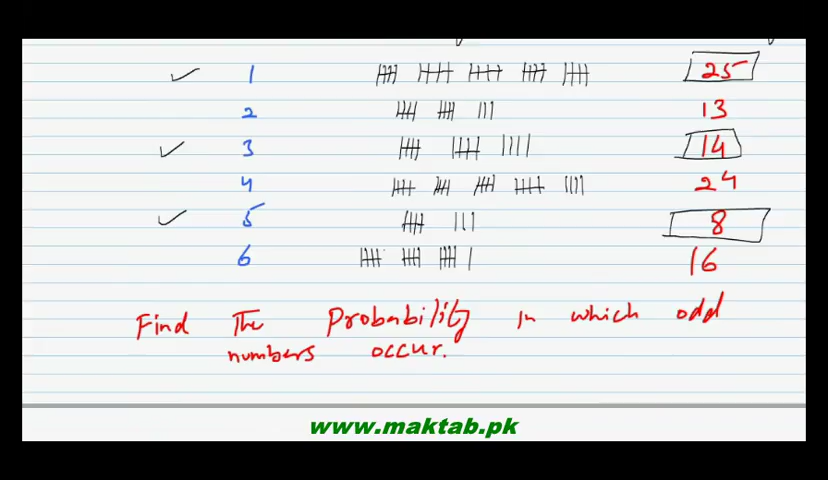 1 25
2 13
3 14
4 24
5 8
6 16
Find The Probability in which odd
numbers occur.
www.maktab.pk